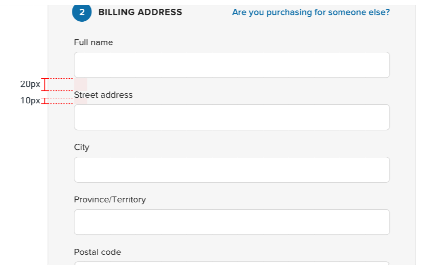 2 BILLING ADDRESS Are you purchasing for someone else?
Full name
20px
Street address
10px
City
Province/Territory
Postal code